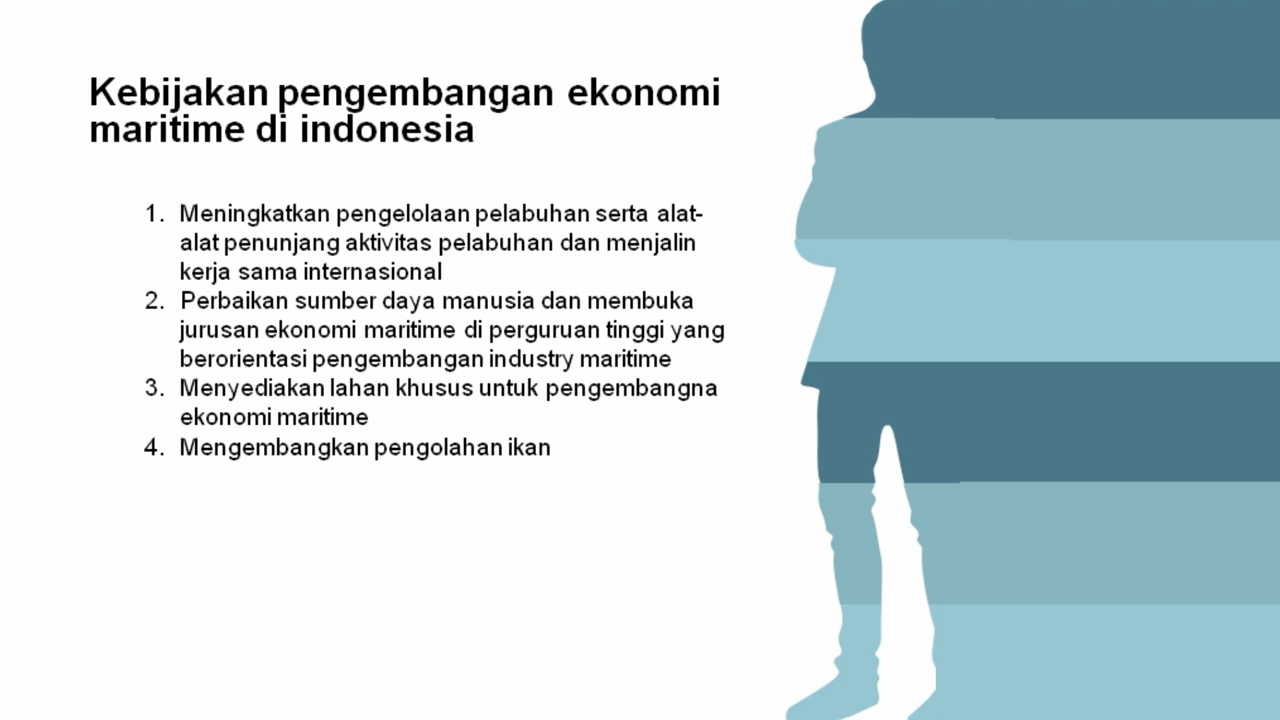 Kebijakan pengembangan ekonomi
maritime di indonesia
1. Meningkatkan pengelolaan pelabuhan serta alat-
alat penunjang aktivitas pelabuhan dan menjalin
kerja sama internasional
2. Perbaikan sumber daya manusia dan membuka
jurusan ekonomi maritime di perguruan tinggi yang
berorientasi pengembangan industry maritime
3. Menyediakan lahan khusus untuk pengembangna
ekonomi maritime
4. Mengembangkan pengolahan ikan